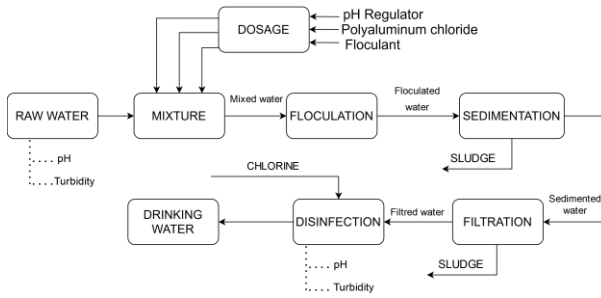 DOSAGE
pH Regulator
Polyaluminum chloride
Floculant
RAW WATER
MIXTURE
Mixed water
FLOCULATION
Floculated
water
SEDIMENTATION
pH
Turbidity
SLUDGE
CHLORINE
DRINKING
WATER
DISINFECTION
Filtred water
FILTRATION
Sedimented
water
pH
Turbidity
SLUDGE